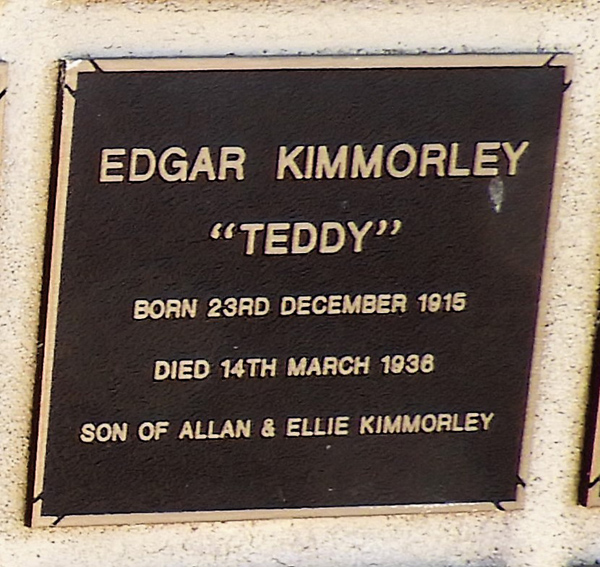 EDGAR KIMMORLEY
“TEDDY”
BORN 23RD DECEMBER 1915
DIED 14TH MARCH 1936
SON OF ALLAN & ELLIE KIMMORLEY